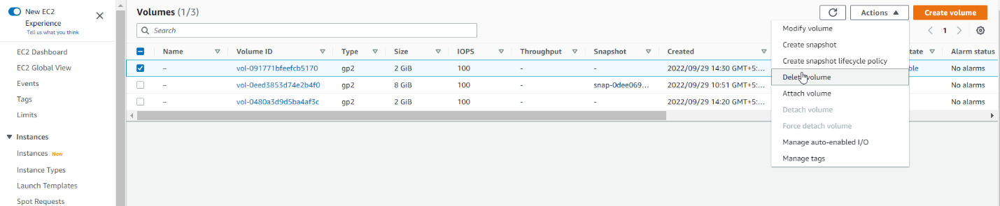 New EC2
Experience
Tell us what you think
EC2 Dashboard
EC2 Global View
Events
Tags
Limits
Instances
Instances New
Instance Types
Launch Templates
Spot Requests
Volumes (1/3)
Actions
Create volume
Search
1
Name Volume ID Type Size IOPS Throughput Snapshot Created tate Alarm status
– vol-091771bfeefcb5170 gp2 2 GiB 100 - - 2022/09/29 14:30 GMT+5:... ble No alarms
– vol-0eed3853d74e2b4f0 gp2 8 GiB 100 - snap-0dee069... 2022/09/29 10:51 GMT+5:... No alarms
– vol-0480a3d9d5ba4af3c gp2 2 GiB 100 - - 2022/09/29 14:20 GMT+5:... No alarms
Modify volume
Create snapshot
Create snapshot lifecycle policy
Delete volume
Attach volume
Detach volume
Force detach volume
Manage auto-enabled I/O
Manage tags